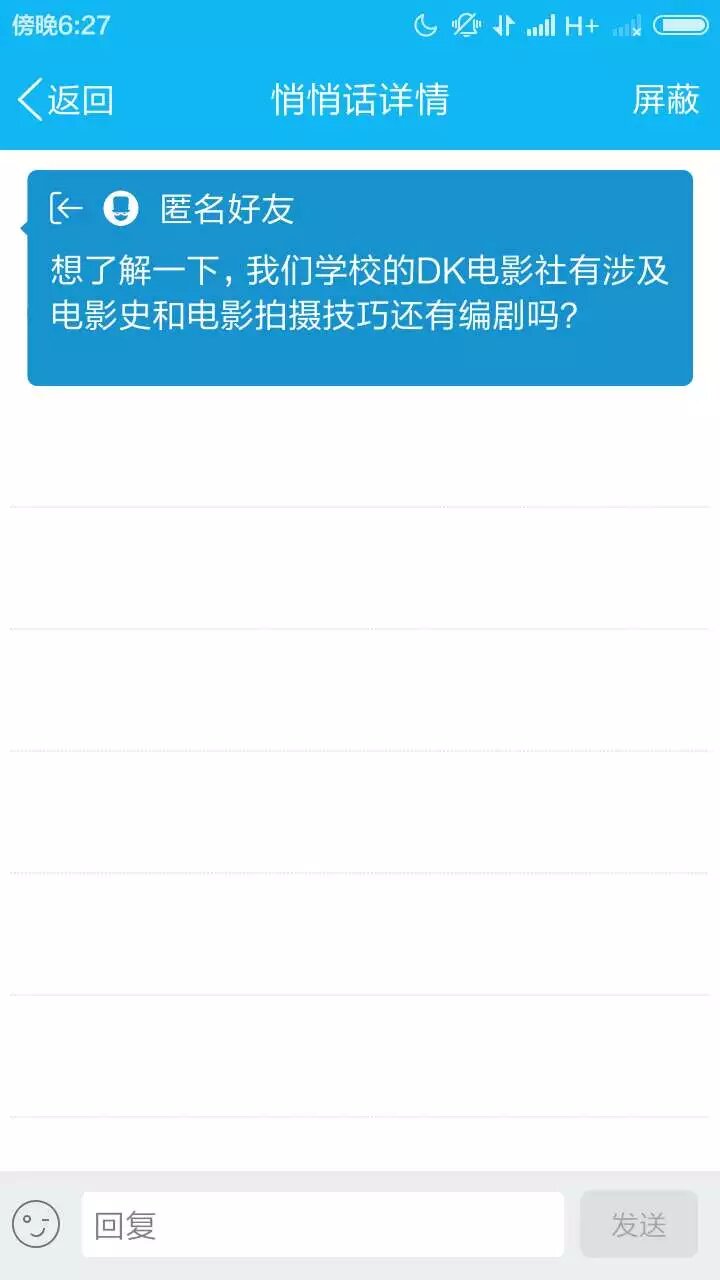 傍晚6:27 H+
返回 悄悄话详情 屏蔽
匿名好友
想了解一下，我们学校的DK电影社有涉及
电影史和电影拍摄技巧还有编剧吗？
回复 发送